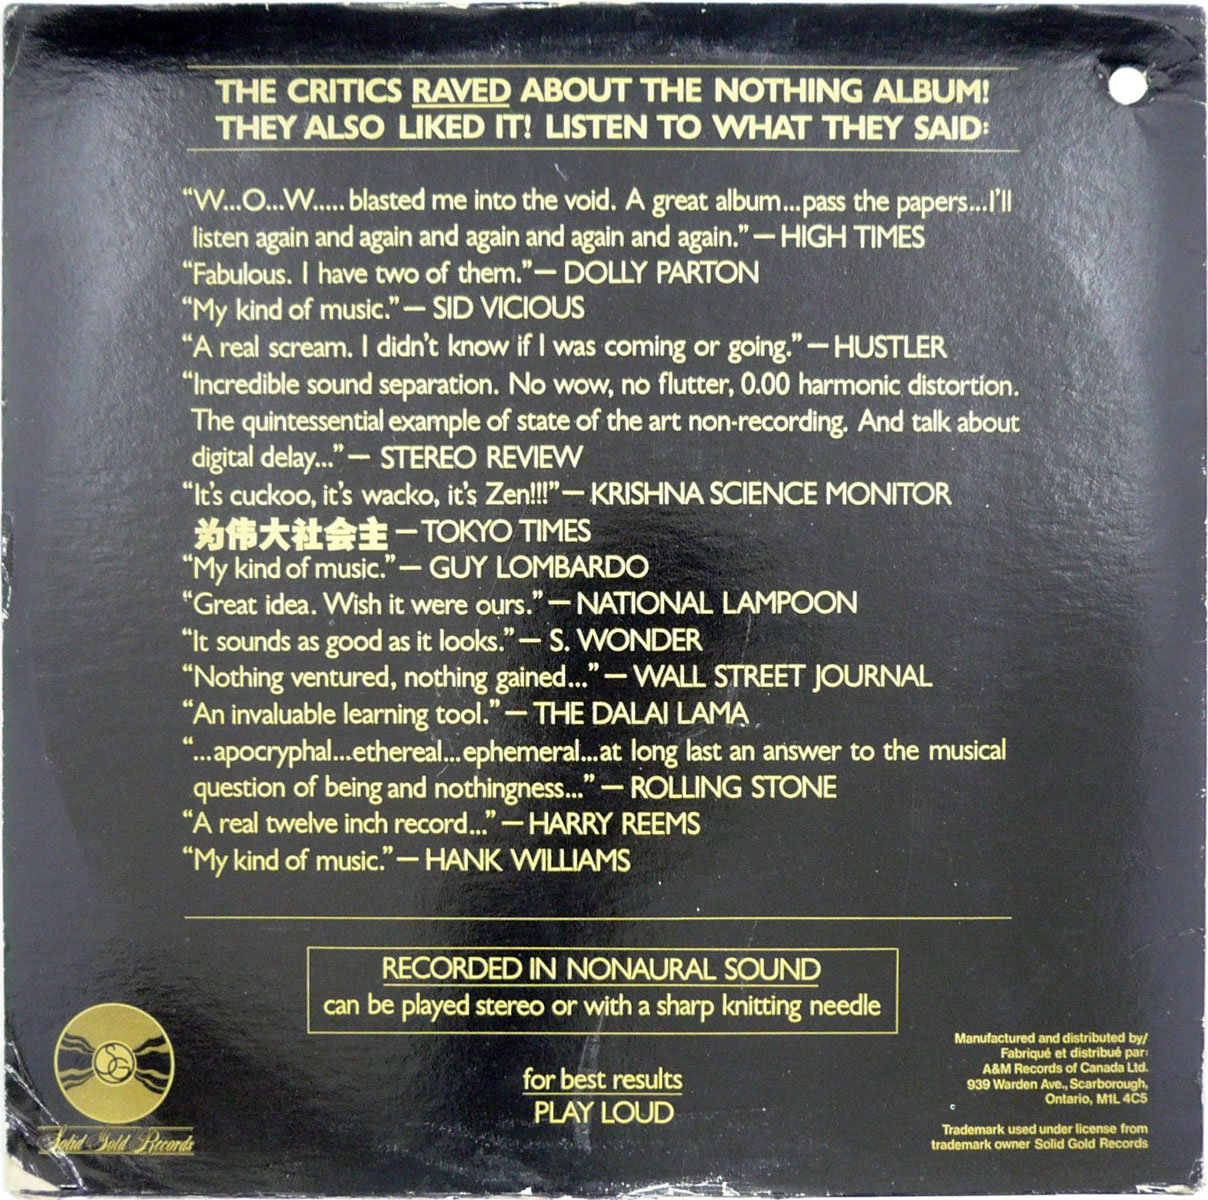 THE CRITICS RAVED ABOUT THE NOTHING ALBUM!
THEY ALSO LIKED IT! LISTEN TO WHAT THEY SAID:
“W...O...W..... blasted me into the void. A great album...pass the papers...I’ll
listen again and again and again and again and again.” — HIGH TIMES
“Fabulous. I have two of them.” — DOLLY PARTON
“My kind of music.” — SID VICIOUS
“A real scream. I didn’t know if I was coming or going.” — HUSTLER
“Incredible sound separation. No wow, no flutter, 0.00 harmonic distortion.
The quintessential example of state of the art non-recording. And talk about
digital delay...” — STEREO REVIEW
“It’s cuckoo, it’s wacko, it’s Zen!!!” — KRISHNA SCIENCE MONITOR
为伟大社会主 — TOKYO TIMES
“My kind of music.” — GUY LOMBARDO
“Great idea. Wish it were ours.” — NATIONAL LAMPOON
“It sounds as good as it looks.” — S. WONDER
“Nothing ventured, nothing gained...” — WALL STREET JOURNAL
“An invaluable learning tool.” — THE DALAI LAMA
“...apocryphal...ethereal...ephemeral...at long last an answer to the musical
question of being and nothingness...” — ROLLING STONE
“A real twelve inch record...” — HARRY REEMS
“My kind of music.” — HANK WILLIAMS
RECORDED IN NONAURAL SOUND
can be played stereo or with a sharp knitting needle
for best results
PLAY LOUD
SG
Solid Gold Records
Manufactured and distributed by/
Fabriqué et distribué par:
A&M Records of Canada Ltd.
939 Warden Ave., Scarborough,
Ontario, M1L 4C5
Trademark used under license from
trademark owner Solid Gold Records